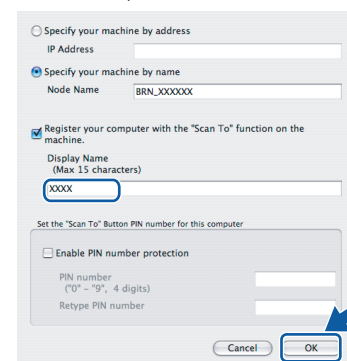 Specify your machine by address
IP Address
Specify your machine by name
Node Name BRN_XXXXXX
Register your computer with the "Scan To" function on the
machine.
Display Name
(Max 15 characters)
XXXX
Set the "Scan To" Button PIN number for this computer
Enable PIN number protection
PIN number
("0" – "9", 4 digits)
Retype PIN number
Cancel OK